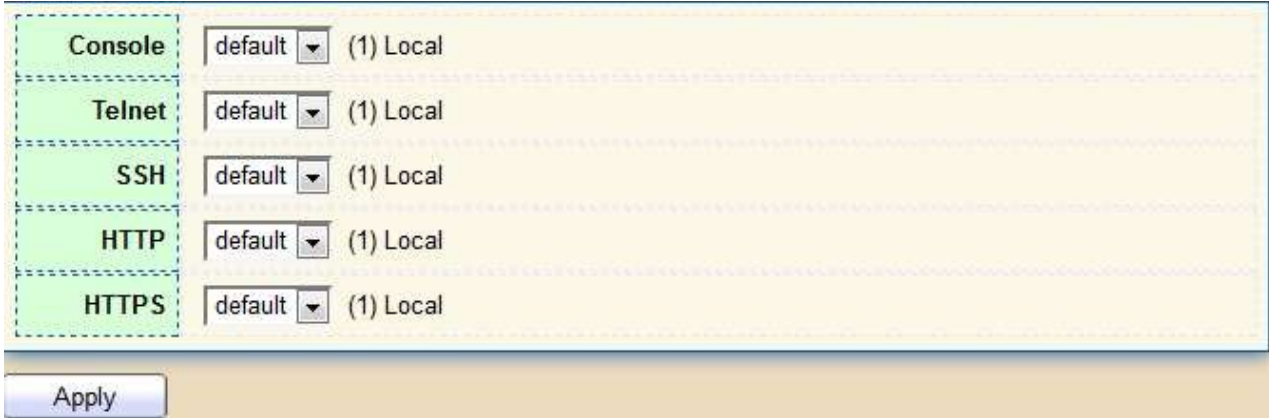 Console default (1) Local
Telnet default (1) Local
SSH default (1) Local
HTTP default (1) Local
HTTPS default (1) Local
Apply